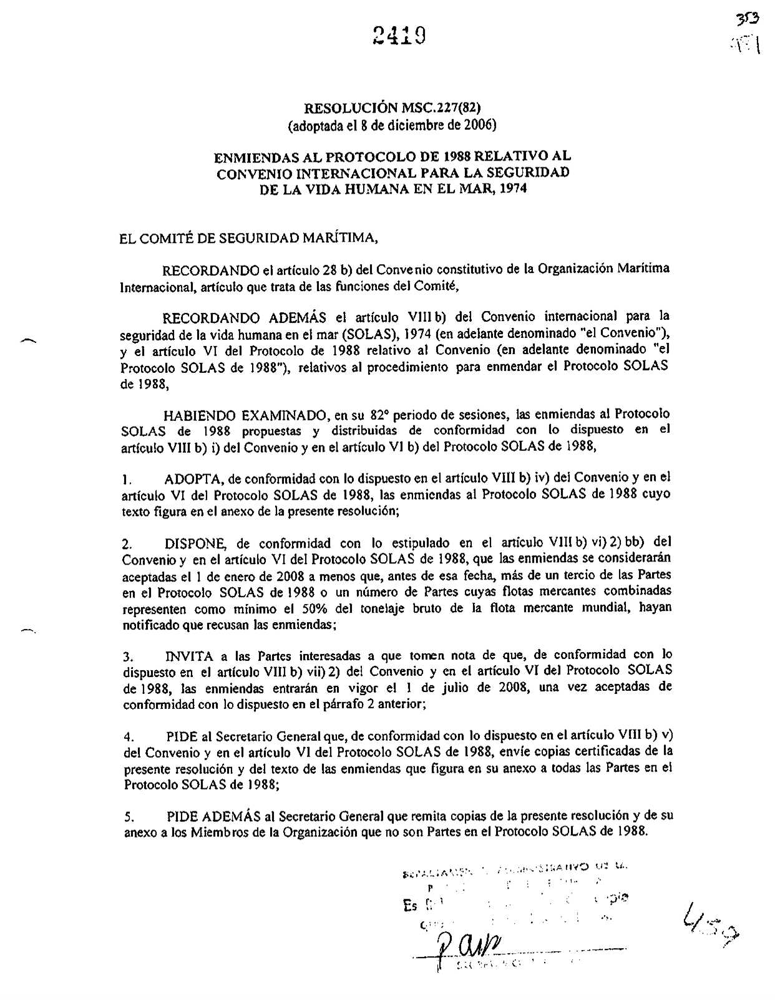 353
2419
RESOLUCIÓN MSC.227(82)
(adoptada el 8 de diciembre de 2006)
ENMIENDAS AL PROTOCOLO DE 1988 RELATIVO AL
CONVENIO INTERNACIONAL PARA LA SEGURIDAD
DE LA VIDA HUMANA EN EL MAR, 1974
EL COMITÉ DE SEGURIDAD MARÍTIMA,
RECORDANDO el artículo 28 b) del Convenio constitutivo de la Organización Marítima
Internacional, artículo que trata de las funciones del Comité,
RECORDANDO ADEMÁS el artículo VIII b) del Convenio internacional para la
seguridad de la vida humana en el mar (SOLAS), 1974 (en adelante denominado "el Convenio"),
y el artículo VI del Protocolo de 1988 relativo al Convenio (en adelante denominado "el
Protocolo SOLAS de 1988"), relativos al procedimiento para enmendar el Protocolo SOLAS
de 1988,
HABIENDO EXAMINADO, en su 82º periodo de sesiones, las enmiendas al Protocolo
SOLAS de 1988 propuestas y distribuidas de conformidad con lo dispuesto en el
artículo VIII b) i) del Convenio y en el artículo VI b) del Protocolo SOLAS de 1988,
1. ADOPTA, de conformidad con lo dispuesto en el artículo VIII b) iv) del Convenio y en el
artículo VI del Protocolo SOLAS de 1988, las enmiendas al Protocolo SOLAS de 1988 cuyo
texto figura en el anexo de la presente resolución;
2. DISPONE, de conformidad con lo estipulado en el artículo VIII b) vi) 2) bb) del
Convenio y en el artículo VI del Protocolo SOLAS de 1988, que las enmiendas se considerarán
aceptadas el 1 de enero de 2008 a menos que, antes de esa fecha, más de un tercio de las Partes
en el Protocolo SOLAS de 1988 o un número de Partes cuyas flotas mercantes combinadas
representen como mínimo el 50% del tonelaje bruto de la flota mercante mundial, hayan
notificado que recusan las enmiendas;
3. INVITA a las Partes interesadas a que tomen nota de que, de conformidad con lo
dispuesto en el artículo VIII b) vii) 2) del Convenio y en el artículo VI del Protocolo SOLAS
de 1988, las enmiendas entrarán en vigor el 1 de julio de 2008, una vez aceptadas de
conformidad con lo dispuesto en el párrafo 2 anterior;
4. PIDE al Secretario General que, de conformidad con lo dispuesto en el artículo VIII b) v)
del Convenio y en el artículo VI del Protocolo SOLAS de 1988, envíe copias certificadas de la
presente resolución y del texto de las enmiendas que figura en su anexo a todas las Partes en el
Protocolo SOLAS de 1988;
5. PIDE ADEMÁS al Secretario General que remita copias de la presente resolución y de su
anexo a los Miembros de la Organización que no son Partes en el Protocolo SOLAS de 1988.
Es
459